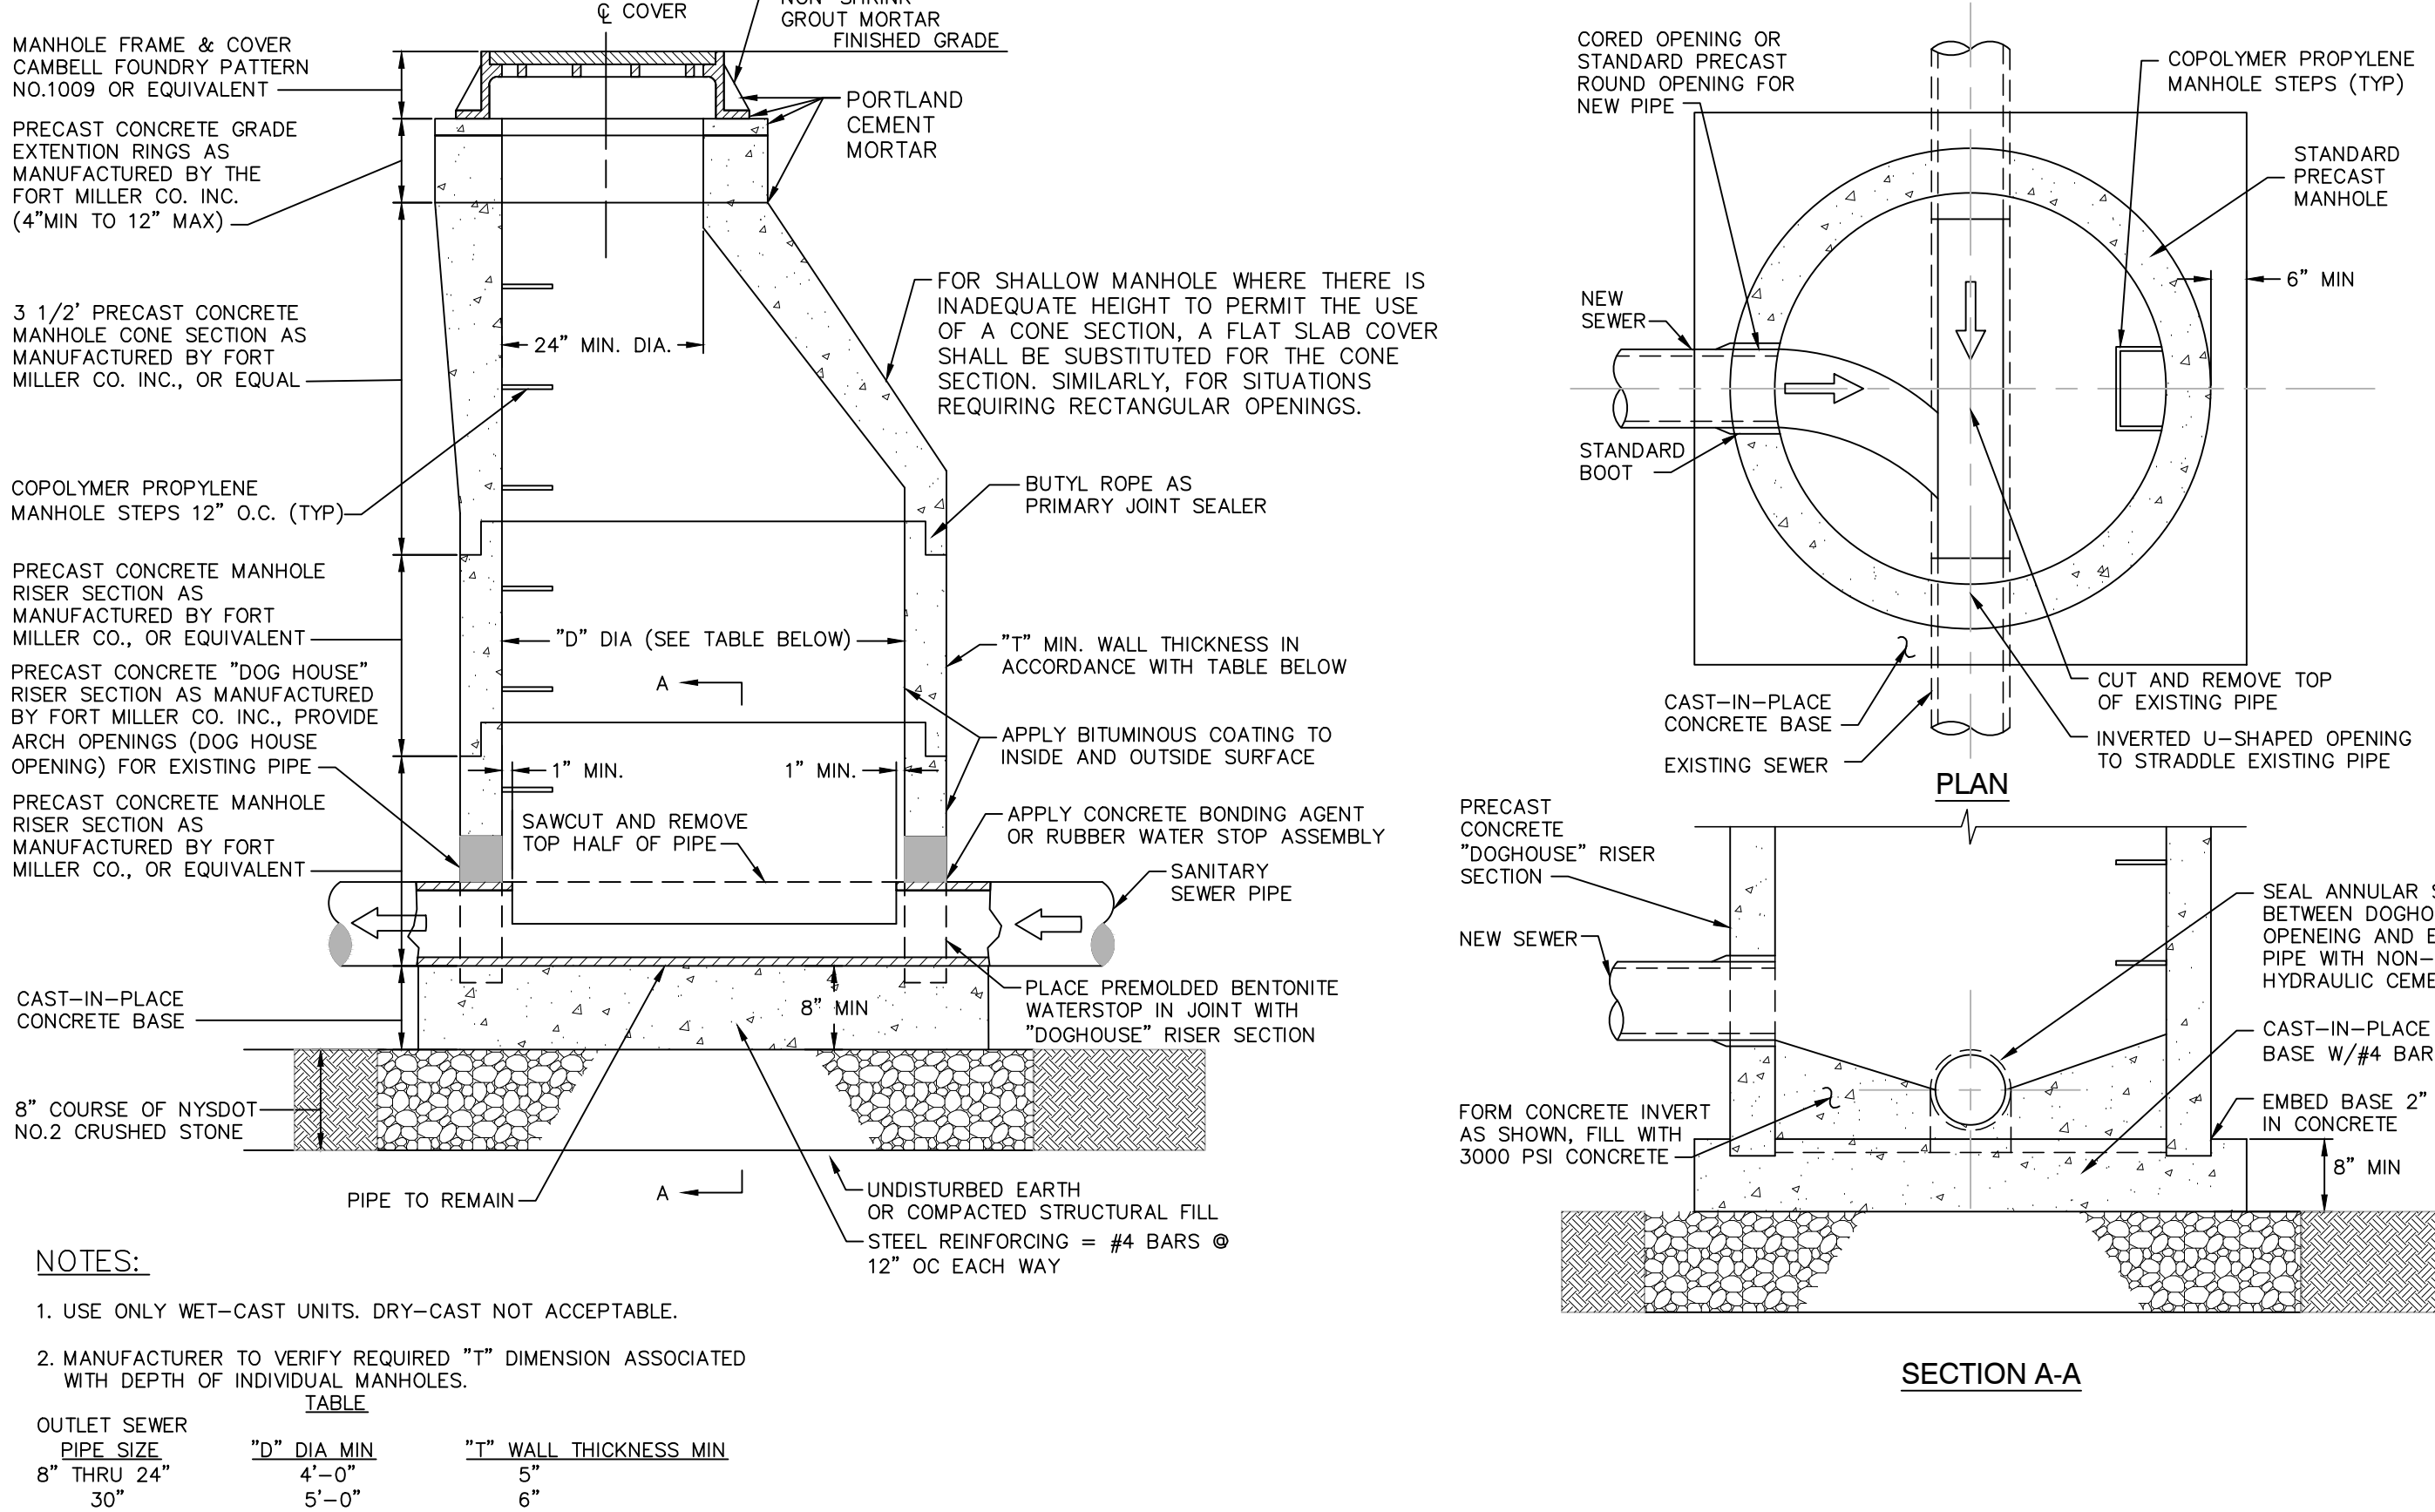 ℄ COVER
NON-SHRINK
GROUT MORTAR
FINISHED GRADE
MANHOLE FRAME & COVER
CAMBELL FOUNDRY PATTERN
NO.1009 OR EQUIVALENT
PORTLAND
CEMENT
MORTAR
PRECAST CONCRETE GRADE
EXTENTION RINGS AS
MANUFACTURED BY THE
FORT MILLER CO. INC.
(4"MIN TO 12" MAX)
3 1/2' PRECAST CONCRETE
MANHOLE CONE SECTION AS
MANUFACTURED BY FORT
MILLER CO. INC., OR EQUAL
24" MIN. DIA.
FOR SHALLOW MANHOLE WHERE THERE IS
INADEQUATE HEIGHT TO PERMIT THE USE
OF A CONE SECTION, A FLAT SLAB COVER
SHALL BE SUBSTITUTED FOR THE CONE
SECTION. SIMILARLY, FOR SITUATIONS
REQUIRING RECTANGULAR OPENINGS.
COPOLYMER PROPYLENE
MANHOLE STEPS 12" O.C. (TYP)
BUTYL ROPE AS
PRIMARY JOINT SEALER
PRECAST CONCRETE MANHOLE
RISER SECTION AS
MANUFACTURED BY FORT
MILLER CO., OR EQUIVALENT
"D" DIA (SEE TABLE BELOW)
"T" MIN. WALL THICKNESS IN
ACCORDANCE WITH TABLE BELOW
A
PRECAST CONCRETE "DOG HOUSE"
RISER SECTION AS MANUFACTURED
BY FORT MILLER CO. INC., PROVIDE
ARCH OPENINGS (DOG HOUSE
OPENING) FOR EXISTING PIPE
APPLY BITUMINOUS COATING TO
INSIDE AND OUTSIDE SURFACE
1" MIN.
1" MIN.
PRECAST CONCRETE MANHOLE
RISER SECTION AS
MANUFACTURED BY FORT
MILLER CO., OR EQUIVALENT
SAWCUT AND REMOVE
TOP HALF OF PIPE
APPLY CONCRETE BONDING AGENT
OR RUBBER WATER STOP ASSEMBLY
SANITARY
SEWER PIPE
CAST-IN-PLACE
CONCRETE BASE
8" MIN
PLACE PREMOLDED BENTONITE
WATERSTOP IN JOINT WITH
"DOGHOUSE" RISER SECTION
8" COURSE OF NYSDOT
NO.2 CRUSHED STONE
PIPE TO REMAIN
A
UNDISTURBED EARTH
OR COMPACTED STRUCTURAL FILL
STEEL REINFORCING = #4 BARS @
12" OC EACH WAY
NOTES:
1. USE ONLY WET-CAST UNITS. DRY-CAST NOT ACCEPTABLE.
2. MANUFACTURER TO VERIFY REQUIRED "T" DIMENSION ASSOCIATED
WITH DEPTH OF INDIVIDUAL MANHOLES.
TABLE
OUTLET SEWER
PIPE SIZE "D" DIA MIN "T" WALL THICKNESS MIN
8" THRU 24" 4'-0" 5"
30" 5'-0" 6"
CORED OPENING OR
STANDARD PRECAST
ROUND OPENING FOR
NEW PIPE
COPOLYMER PROPYLENE
MANHOLE STEPS (TYP)
STANDARD
PRECAST
MANHOLE
6" MIN
NEW
SEWER
STANDARD
BOOT
CAST-IN-PLACE
CONCRETE BASE
EXISTING SEWER
CUT AND REMOVE TOP
OF EXISTING PIPE
INVERTED U-SHAPED OPENING
TO STRADDLE EXISTING PIPE
PLAN
PRECAST
CONCRETE
"DOGHOUSE" RISER
SECTION
NEW SEWER
SEAL ANNULAR
BETWEEN
OPENEING AND
PIPE WITH NON-
HYDRAULIC
CAST-IN-PLACE
BASE W/#4 BAR
FORM CONCRETE INVERT
AS SHOWN, FILL WITH
3000 PSI CONCRETE
EMBED BASE 2"
IN CONCRETE
8" MIN
SECTION A-A